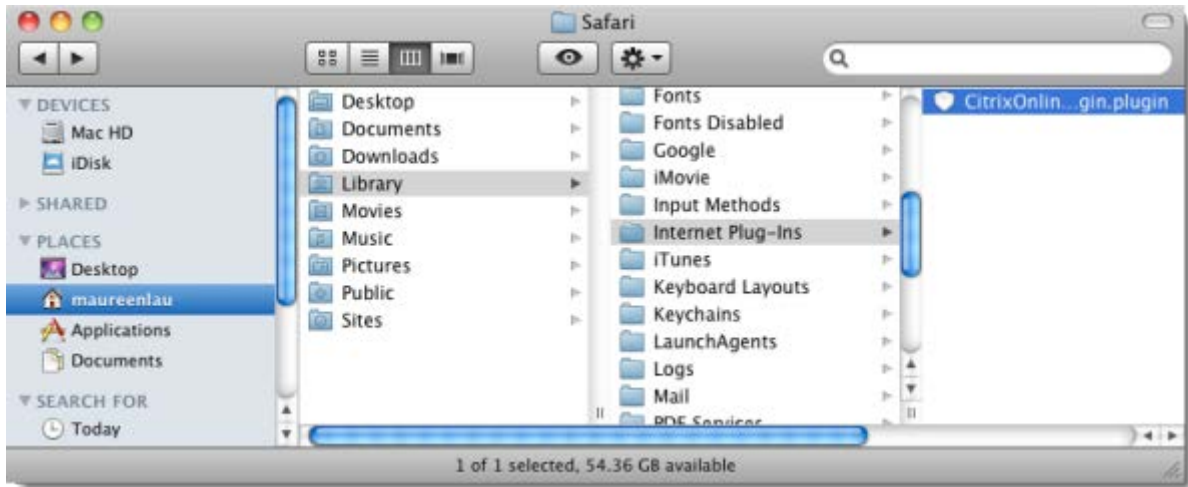 Safari
DEVICES
Mac HD
iDisk
SHARED
PLACES
Desktop
maureenlau
Applications
Documents
SEARCH FOR
Today
Desktop
Documents
Downloads
Library
Movies
Music
Pictures
Public
Sites
Fonts
Fonts Disabled
Google
iMovie
Input Methods
Internet Plug-Ins
iTunes
Keyboard Layouts
Keychains
LaunchAgents
Logs
Mail
PDF Services
CitrixOnlin...gin.plugin
1 of 1 selected, 54.36 GB available